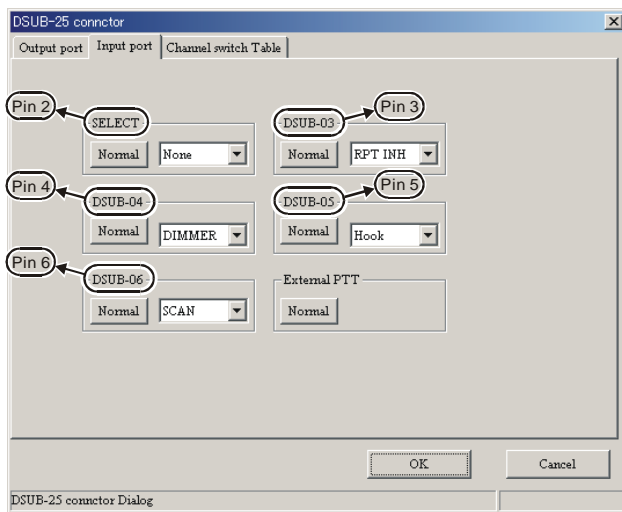 DSUB-25 connctor
Output port Input port Channel switch Table
Pin 2 Pin 3
SELECT DSUB-03
Normal None Normal RPT INH
Pin 4 Pin 5
DSUB-04 DSUB-05
Normal DIMMER Normal Hook
Pin 6
DSUB-06 External PTT
Normal SCAN Normal
OK Cancel
DSUB-25 connctor Dialog